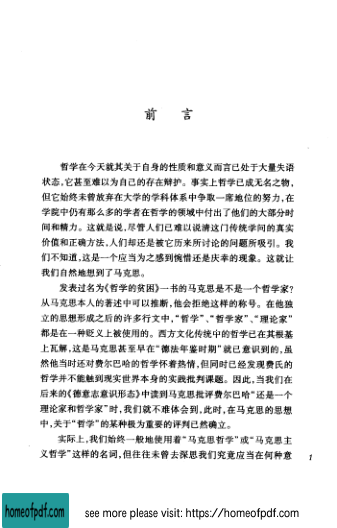 前 言
哲学在今天就其关于自身的性质和意义而言已处于大量失语
状态,它甚至难以为自己的存在辩护。事实上哲学已成无名之物,
但它始终未曾放弃在大学的学科体系中争取一席地位的努力,在
学院中仍有那么多的学者在哲学的领域中付出了他们的大部分时
间和精力。这就是说,尽管人们已难以说清这门传统学问的真实
价值和正确方法,人们却还是被它历来所讨论的问题所吸引。我
们不知道,这是一个应当为之感到惋惜还是庆幸的现象。这就让
我们自然地想到了马克思。
发表过名为《哲学的贫困》一书的马克思是不是一个哲学家?
从马克思本人的著述中可以推断,他会拒绝这样的称号。在他独
立的思想形成之后的许多行文中,“哲学”、“哲学家”、“理论家”
都是在一种贬义上被使用的。西方文化传统中的哲学已在其根基
上瓦解,这是马克思甚至早在“德法年鉴时期”就已意识到的,虽
然他当时还对费尔巴哈的哲学怀着热情,但同时已经发现费氏的
哲学并不能触到现实世界本身的实践批判课题。因此,当我们在
后来的《德意志意识形态》中读到马克思批评费尔巴哈“还是一个
理论家和哲学家”时,我们就不难体会到,此时,在马克思的思想
中,关于“哲学”的某种极为重要的评判已然确立。
实际上,我们始终一般地使用着“马克思哲学”或“马克思主
义哲学”这样的名词,但往往未曾去深思我们究竟应当在何种意
1
homeofpdf.com
see more please visit: https://homeofpdf.com